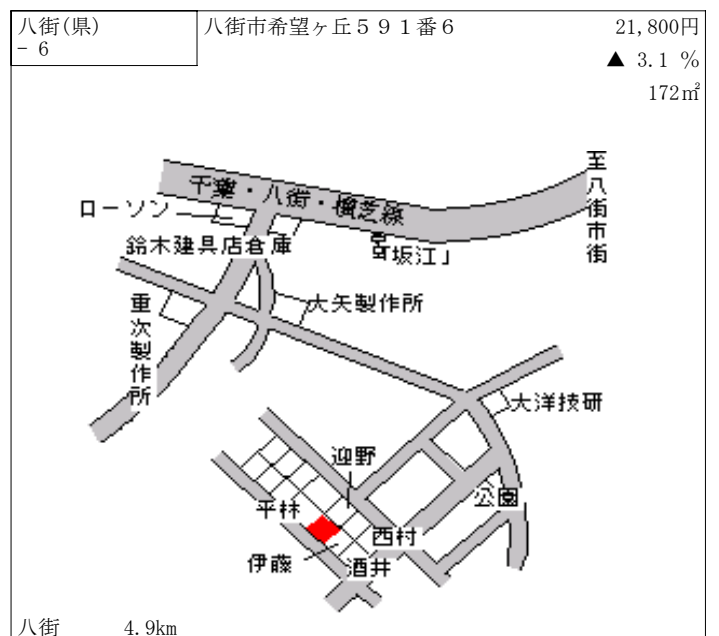 八街(県)
－ 6
八街市希望ヶ丘５９１番６
21,800円
▲ 3.1 %
172㎡
至八街市街
千葉・八街・横芝線
ローソン
鈴木建具店倉庫
「坂江」
重次製作所
大矢製作所
大洋技研
迎野
公園
平林
西村
伊藤
酒井
八街 4.9km